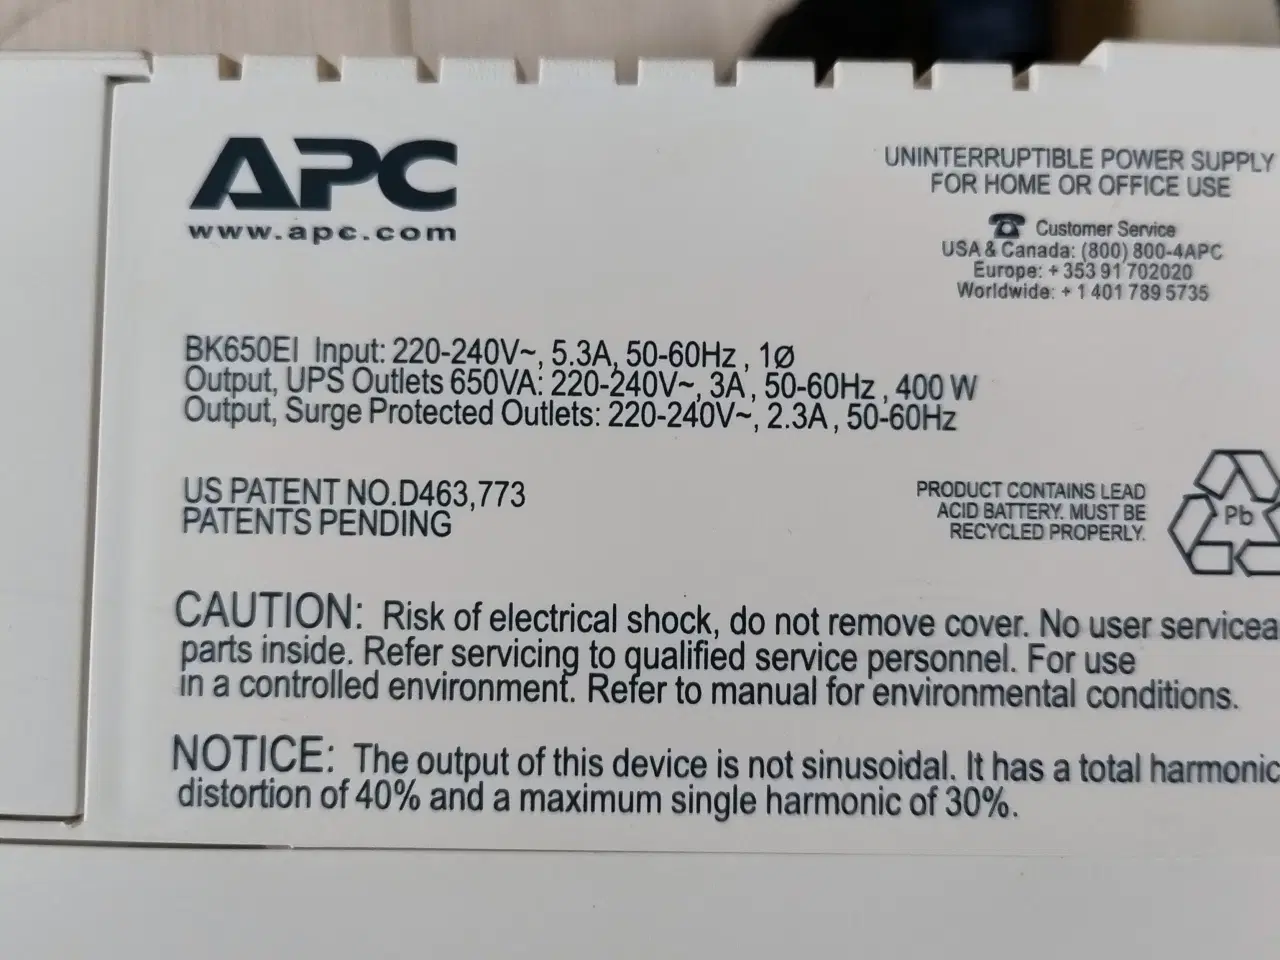 APC
www.apc.com
UNINTERRUPTIBLE POWER SUPPLY
FOR HOME OR OFFICE USE
Customer Service
USA & Canada: (800) 800-4APC
Europe: + 353 91 702020
Worldwide: + 1 401 789 5735
BK650EI Input: 220-240V~, 5.3A, 50-60Hz , 1Ø
Output, UPS Outlets 650VA: 220-240V~, 3A , 50-60Hz , 400 W
Output, Surge Protected Outlets: 220-240V~, 2.3A , 50-60Hz
US PATENT NO.D463,773
PATENTS PENDING
PRODUCT CONTAINS LEAD
ACID BATTERY. MUST BE
RECYCLED PROPERLY.
Pb
CAUTION: Risk of electrical shock, do not remove cover. No user servicea
parts inside. Refer servicing to qualified service personnel. For use
in a controlled environment. Refer to manual for environmental conditions.
NOTICE: The output of this device is not sinusoidal. It has a total harmonic
distortion of 40% and a maximum single harmonic of 30%.